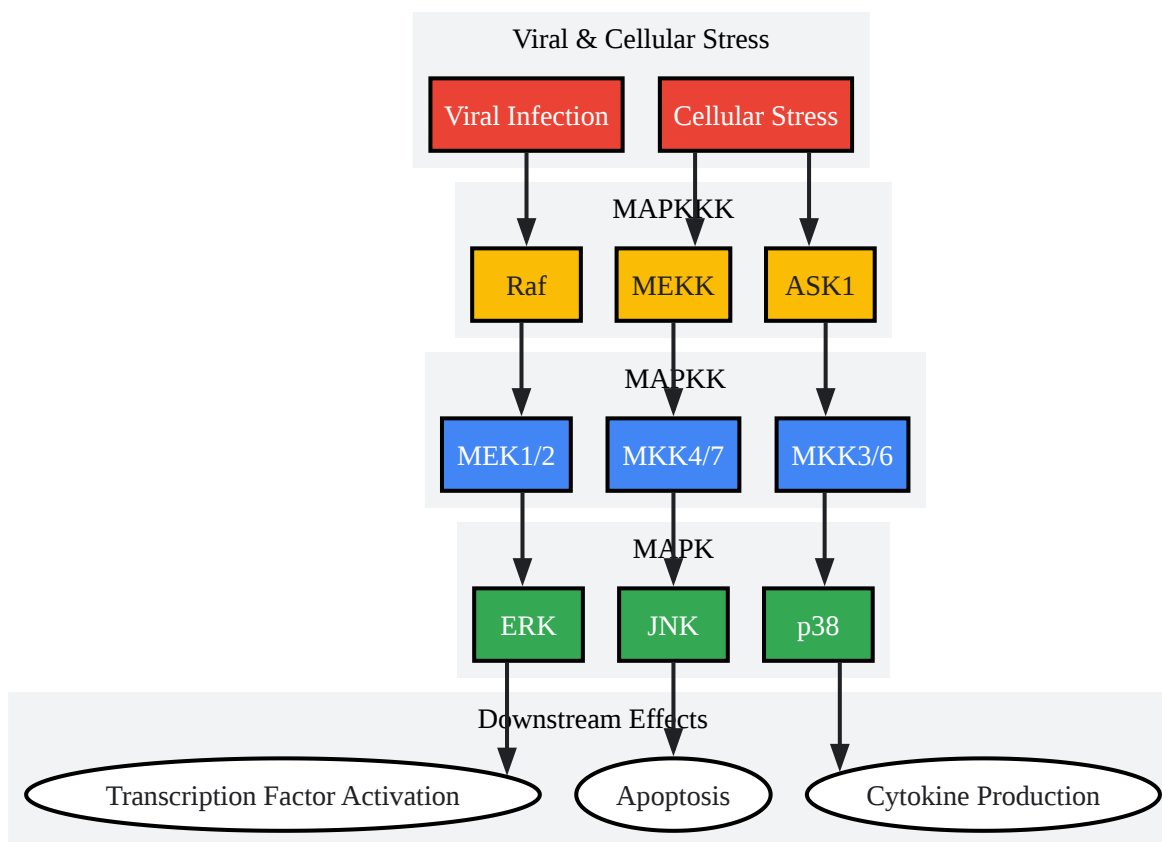 Viral & Cellular Stress
Viral Infection
Cellular Stress
MAPKKK
Raf
MEKK
ASK1
MAPKK
MEK1/2
MKK4/7
MKK3/6
MAPK
ERK
JNK
p38
Downstream Effects
Transcription Factor Activation
Apoptosis
Cytokine Production